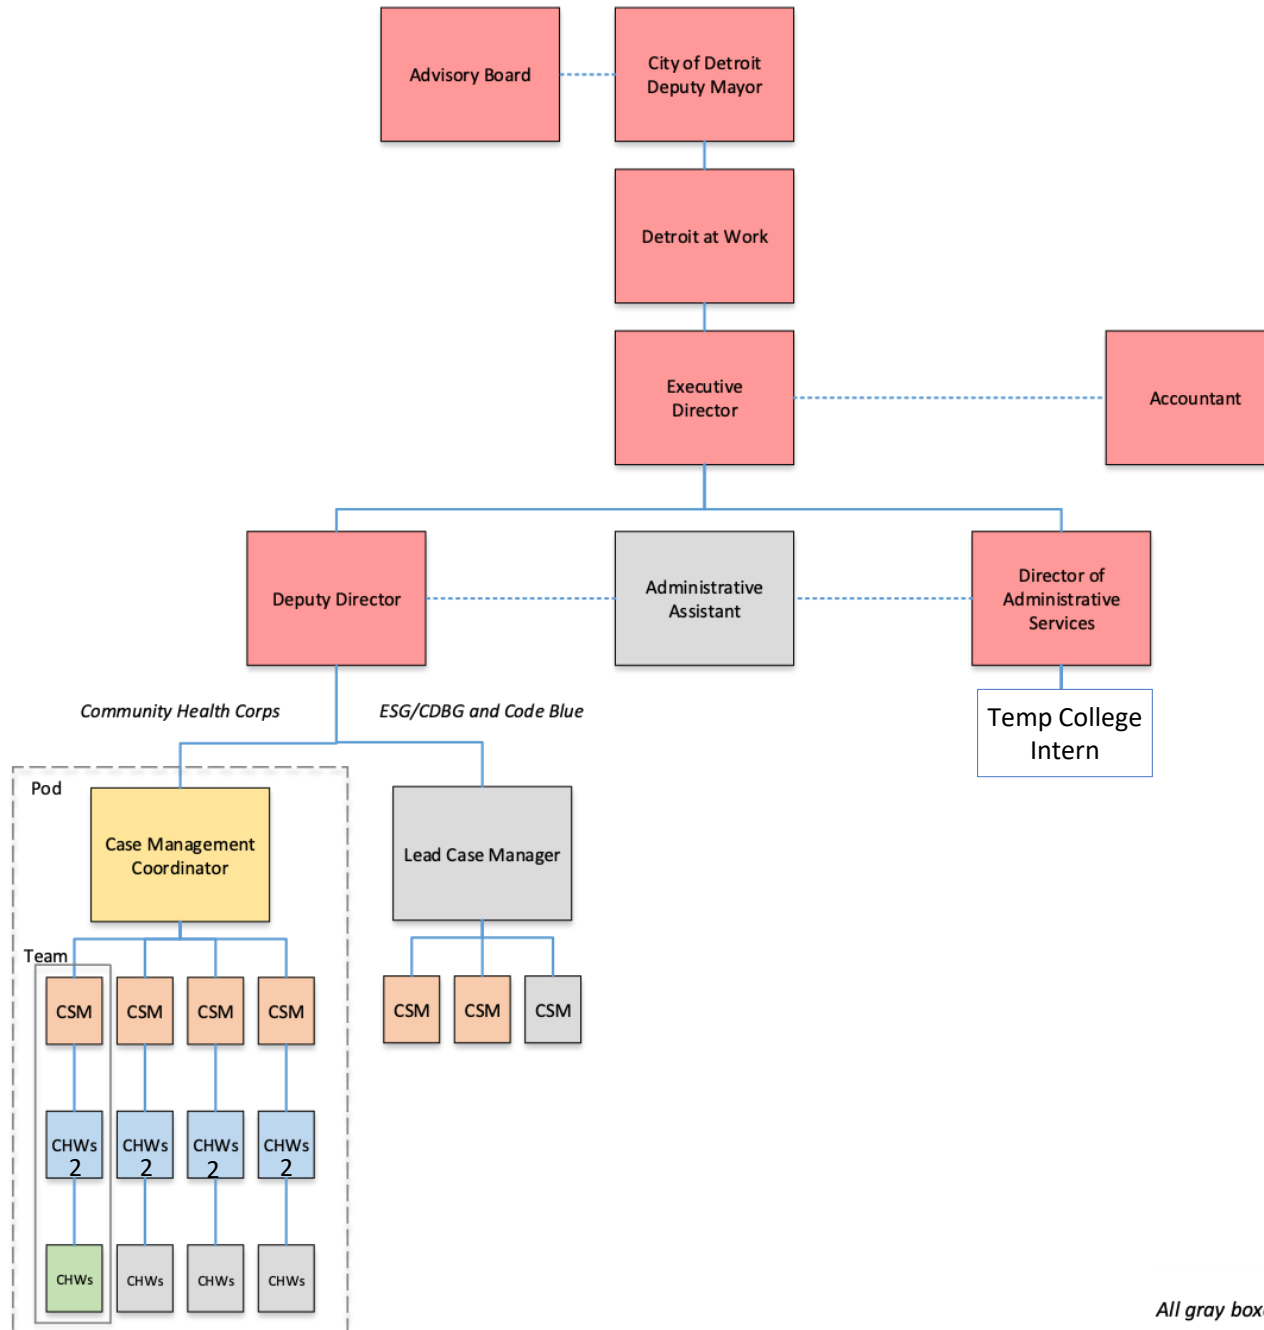 Advisory Board
City of Detroit
Deputy Mayor
Detroit at Work
Executive
Director
Accountant
Deputy Director
Administrative
Assistant
Director of
Administrative
Services
Temp College
Intern
Community Health Corps
ESG/CDBG and Code Blue
Pod
Case Management
Coordinator
Lead Case Manager
Team
CSM
CSM
CSM
CSM
CSM
CSM
CSM
CHWs
2
CHWs
2
CHWs
2
CHWs
2
CHWs
CHWs
CHWs
CHWs
All gray